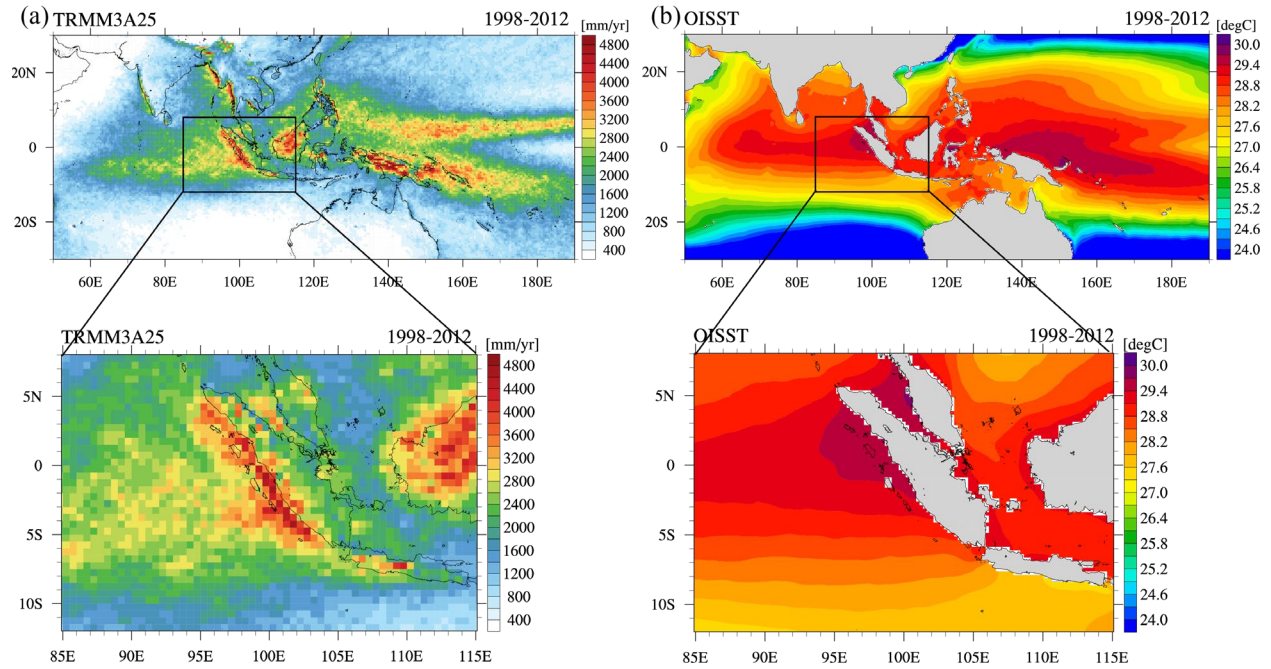 (a) TRMM3A25 1998-2012 [mm/yr]
4800
4400
4000
3600
3200
2800
2400
2000
1600
1200
800
400
20N
0
20S
60E 80E 100E 120E 140E 160E 180E
(b) OISST 1998-2012 [degC]
30.0
29.4
28.8
28.2
27.6
27.0
26.4
25.8
25.2
24.6
24.0
20N
0
20S
60E 80E 100E 120E 140E 160E 180E
TRMM3A25 1998-2012 [mm/yr]
4800
4400
4000
3600
3200
2800
2400
2000
1600
1200
800
400
5N
0
5S
10S
85E 90E 95E 100E 105E 110E 115E
OISST 1998-2012 [degC]
30.0
29.4
28.8
28.2
27.6
27.0
26.4
25.8
25.2
24.6
24.0
5N
0
5S
10S
85E 90E 95E 100E 105E 110E 115E